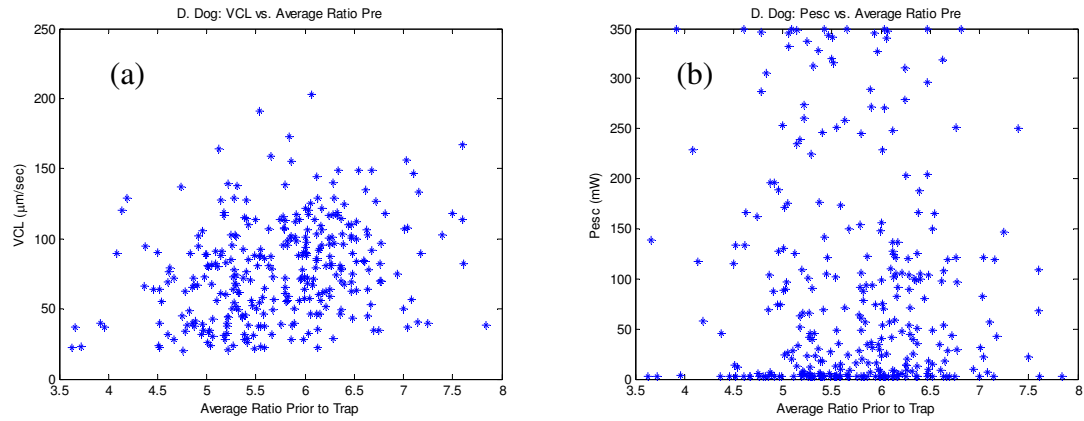 D. Dog: VCL vs. Average Ratio Pre
(a)
250
200
150
100
50
0
VCL (μm/sec)
3.5 4 4.5 5 5.5 6 6.5 7 7.5 8
Average Ratio Prior to Trap
D. Dog: Pesc vs. Average Ratio Pre
(b)
350
300
250
200
150
100
50
0
Pesc (mW)
3.5 4 4.5 5 5.5 6 6.5 7 7.5 8
Average Ratio Prior to Trap